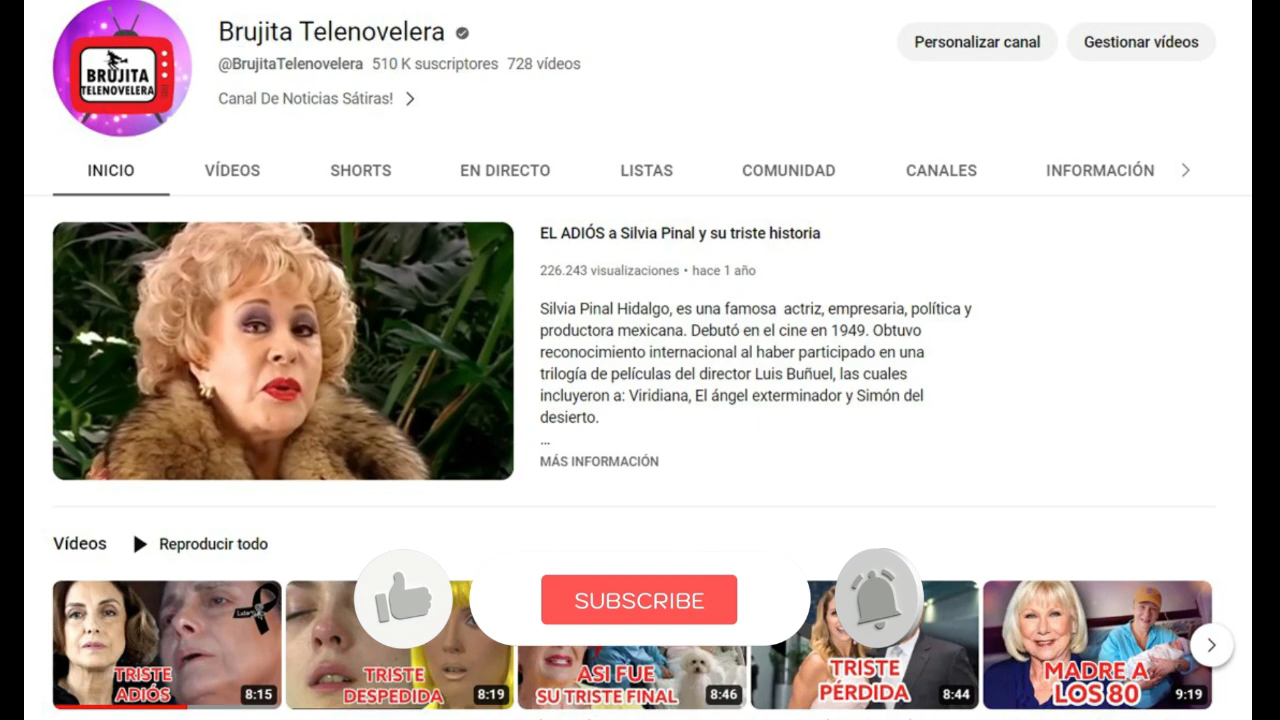 Brujita Telenovelera
@BrujitaTelenovelera 510 K suscriptores 728 vídeos
Canal De Noticias Sátiras!
Personalizar canal
Gestionar vídeos
BRUJITA
TELENOVELERA
INICIO
VÍDEOS
SHORTS
EN DIRECTO
LISTAS
COMUNIDAD
CANALES
INFORMACIÓN
EL ADIÓS a Silvia Pinal y su triste historia
226.243 visualizaciones • hace 1 año
Silvia Pinal Hidalgo, es una famosa actriz, empresaria, política y
productora mexicana. Debutó en el cine en 1949. Obtuvo
reconocimiento internacional al haber participado en una
trilogía de películas del director Luis Buñuel, las cuales
incluyeron a: Viridiana, El ángel exterminador y Simón del
desierto.
...
MÁS INFORMACIÓN
Vídeos
Reproducir todo
SUBSCRIBE
TRISTE
ADIÓS
8:15
TRISTE
DESPEDIDA
8:19
ASI FUE
SU TRISTE FINAL
8:46
TRISTE
PÉRDIDA
8:44
MADRE A
LOS 80
9:19